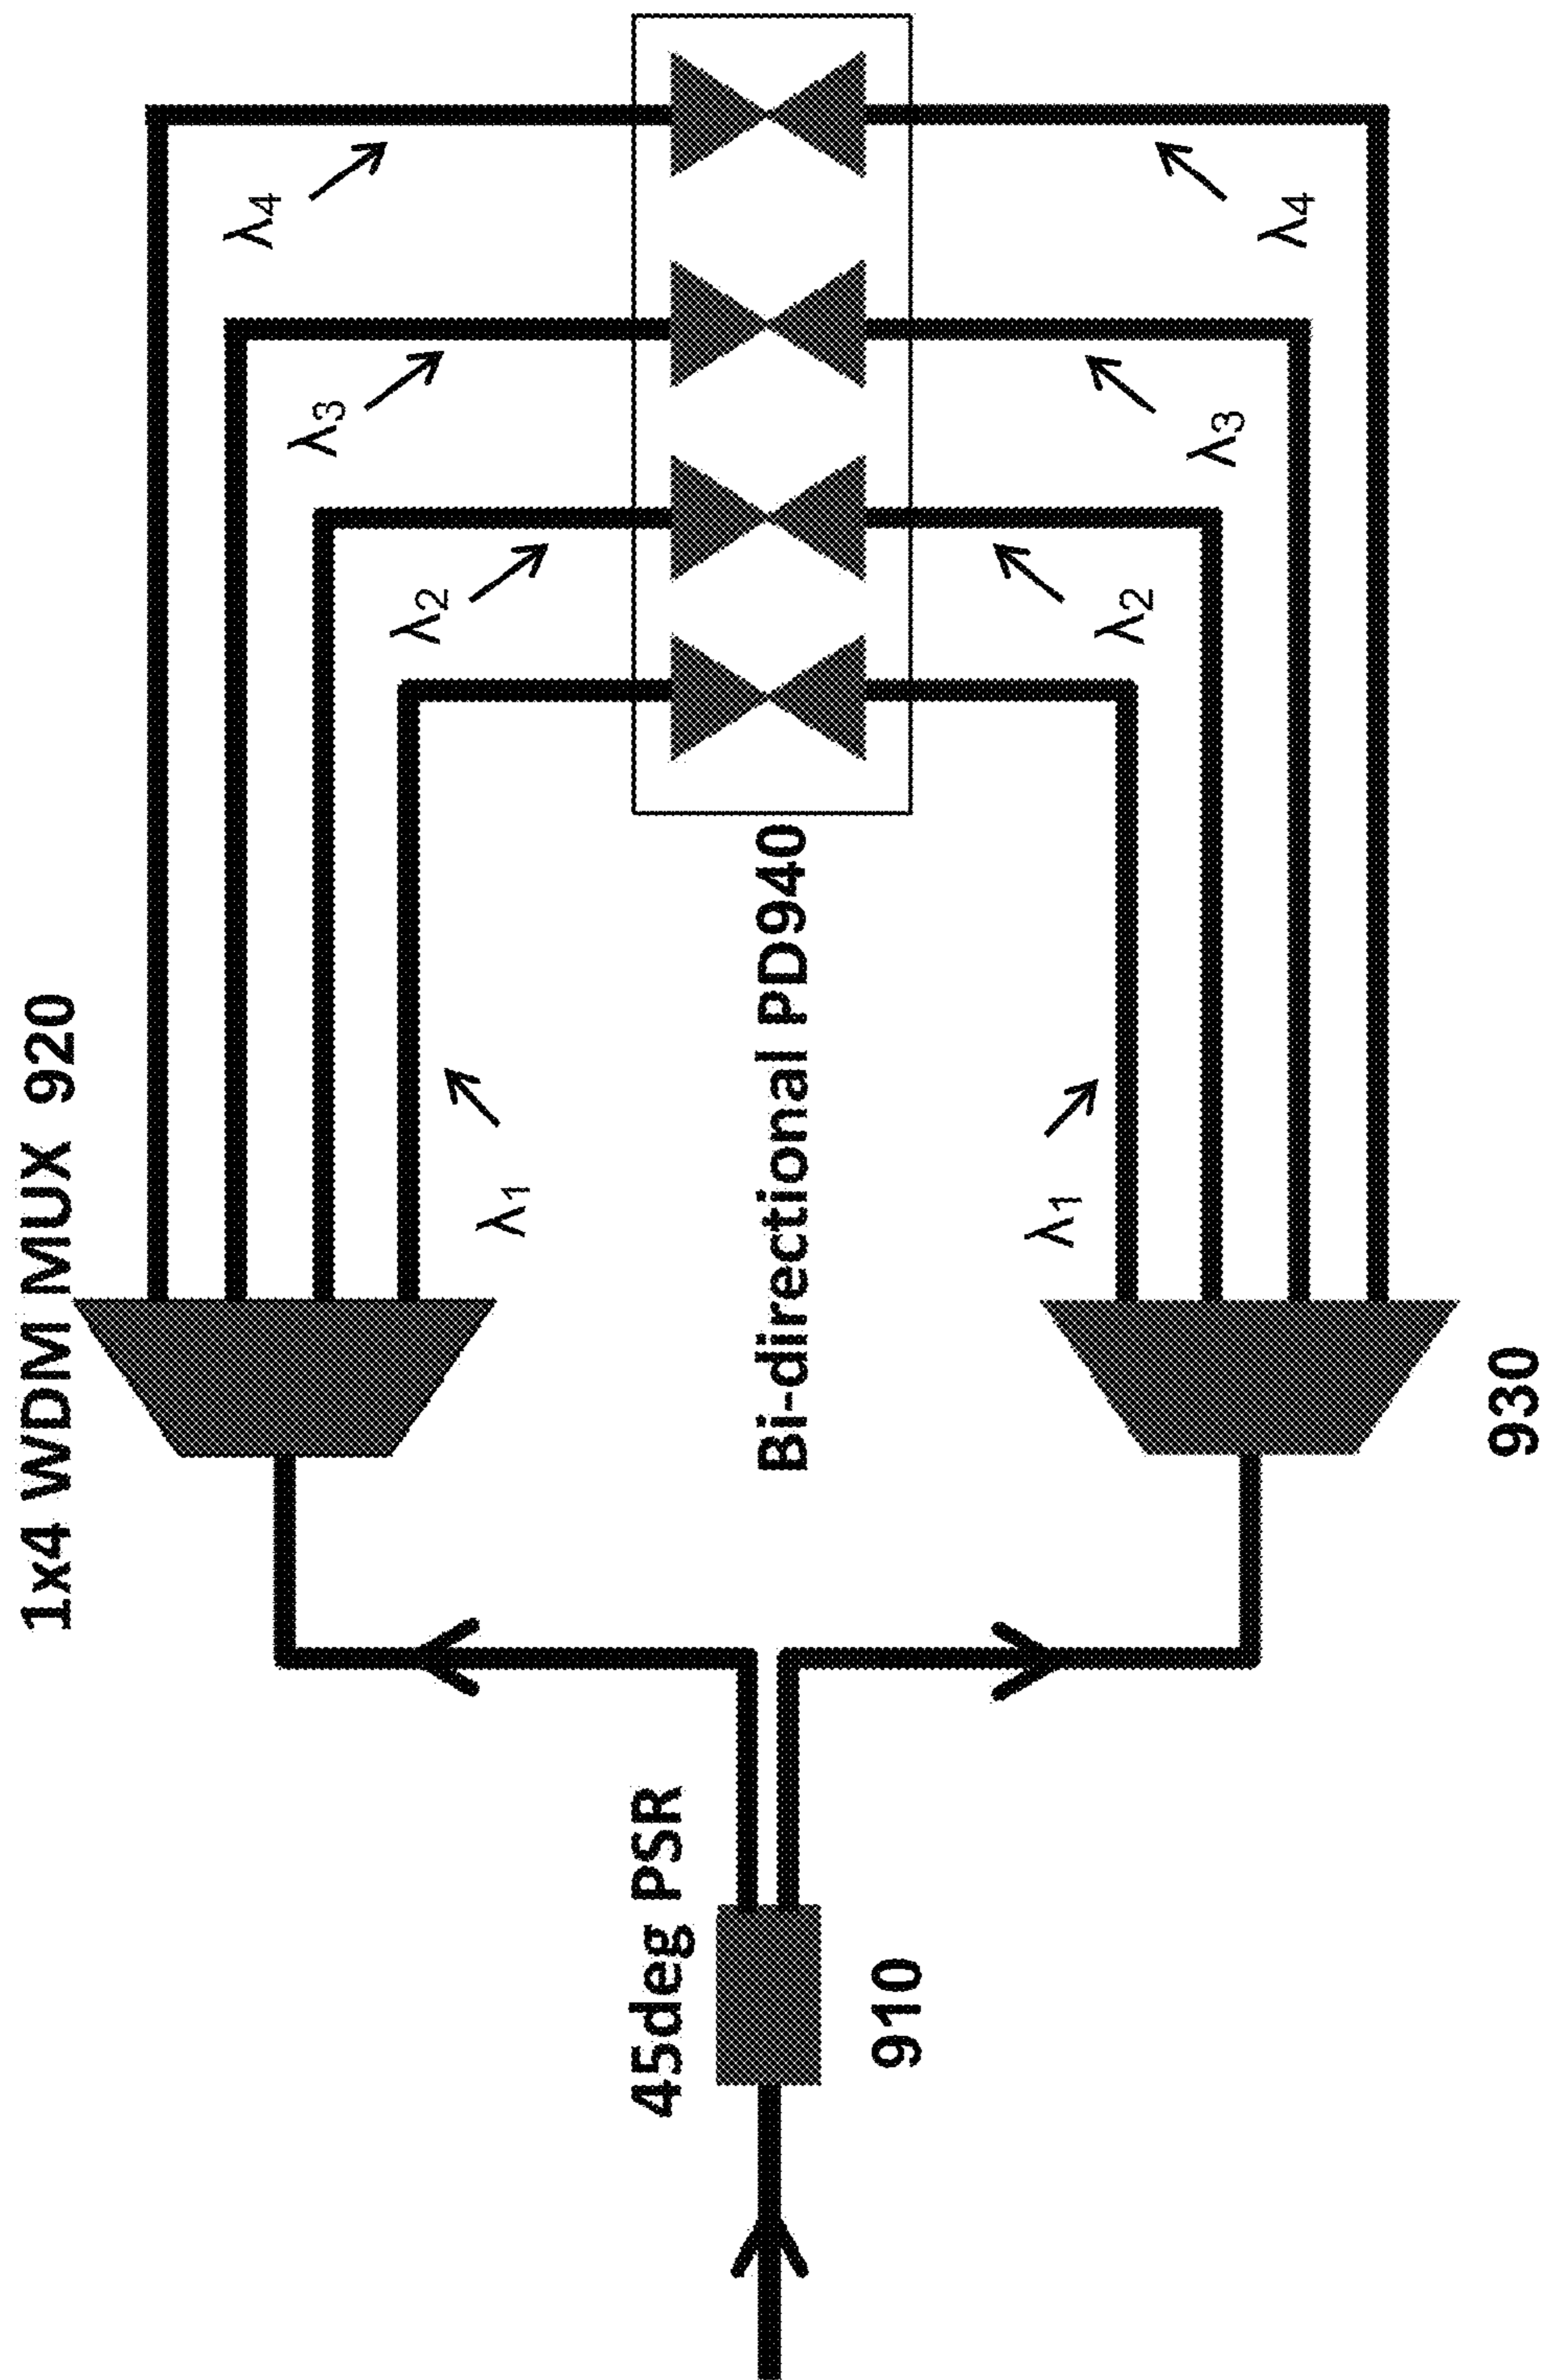 1x4 WDM MUX 920
λ₄
λ₃
λ₂
λ₁
45deg PSR
Bi-directional PD940
910
λ₁
λ₂
λ₃
λ₄
930